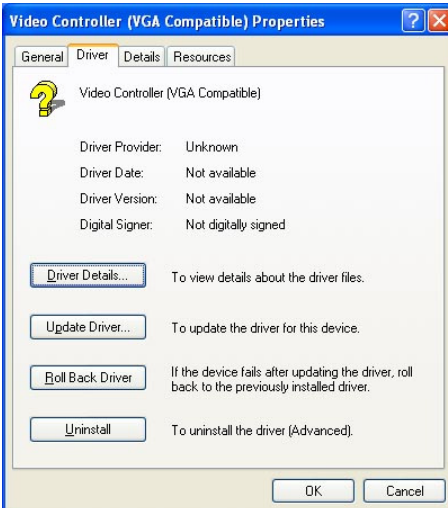 Video Controller (VGA Compatible) Properties
General Driver Details Resources
Video Controller (VGA Compatible)
Driver Provider: Unknown
Driver Date: Not available
Driver Version: Not available
Digital Signer: Not digitally signed
Driver Details... To view details about the driver files.
Update Driver... To update the driver for this device.
Roll Back Driver If the device fails after updating the driver, roll
back to the previously installed driver.
Uninstall To uninstall the driver (Advanced).
OK Cancel